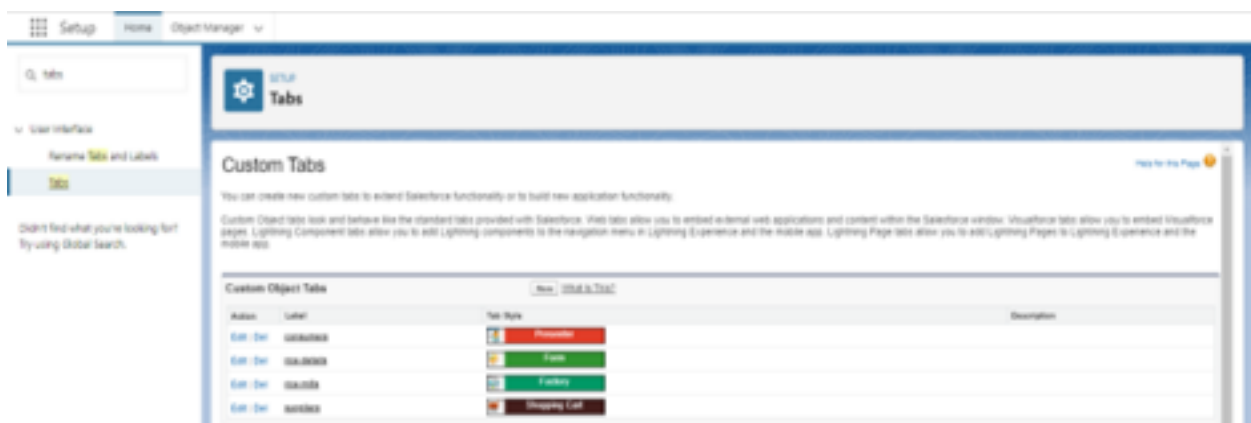 Setup
Home
Object Manager
tabs
User Interface
Rename Tabs and Labels
Tabs
Didn't find what you're looking for?
Try using Global Search.
SETUP
Tabs
Custom Tabs
Help for this Page
You can create new custom tabs to extend Salesforce functionality or to build new application functionality.
Custom Object tabs look and behave like the standard tabs provided with Salesforce. Web tabs allow you to embed external web applications and content within the Salesforce window. Visualforce tabs allow you to embed Visualforce
pages. Lightning Component tabs allow you to add Lightning components to the navigation menu in Lightning Experience and the mobile app. Lightning Page tabs allow you to add Lightning Pages to Lightning Experience and the
mobile app.
Custom Object Tabs
New
What Is This?
Action
Label
Tab Style
Description
Edit | Del
consumers
Presenter
Edit | Del
Form
Edit | Del
Factory
Edit | Del
suppliers
Shopping Cart